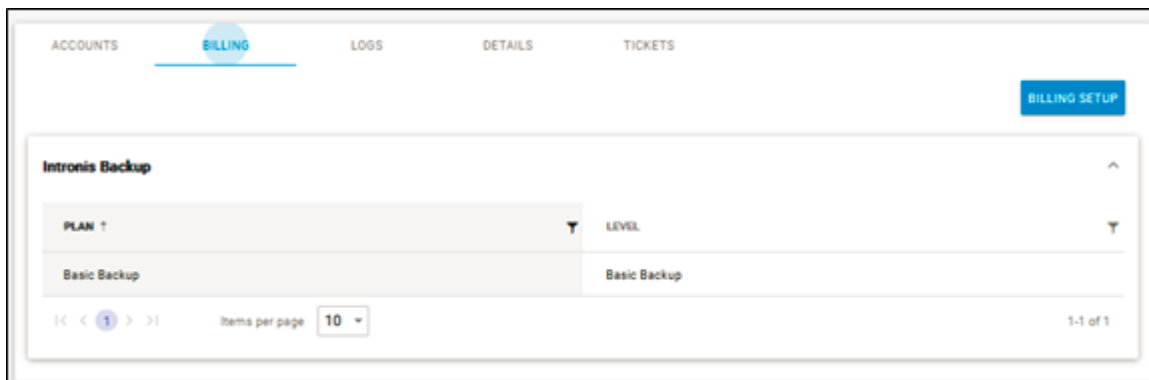 ACCOUNTS BILLING LOGS DETAILS TICKETS
BILLING SETUP
Intronis Backup
PLAN ↑ LEVEL
Basic Backup Basic Backup
1 Items per page 10 1-1 of 1